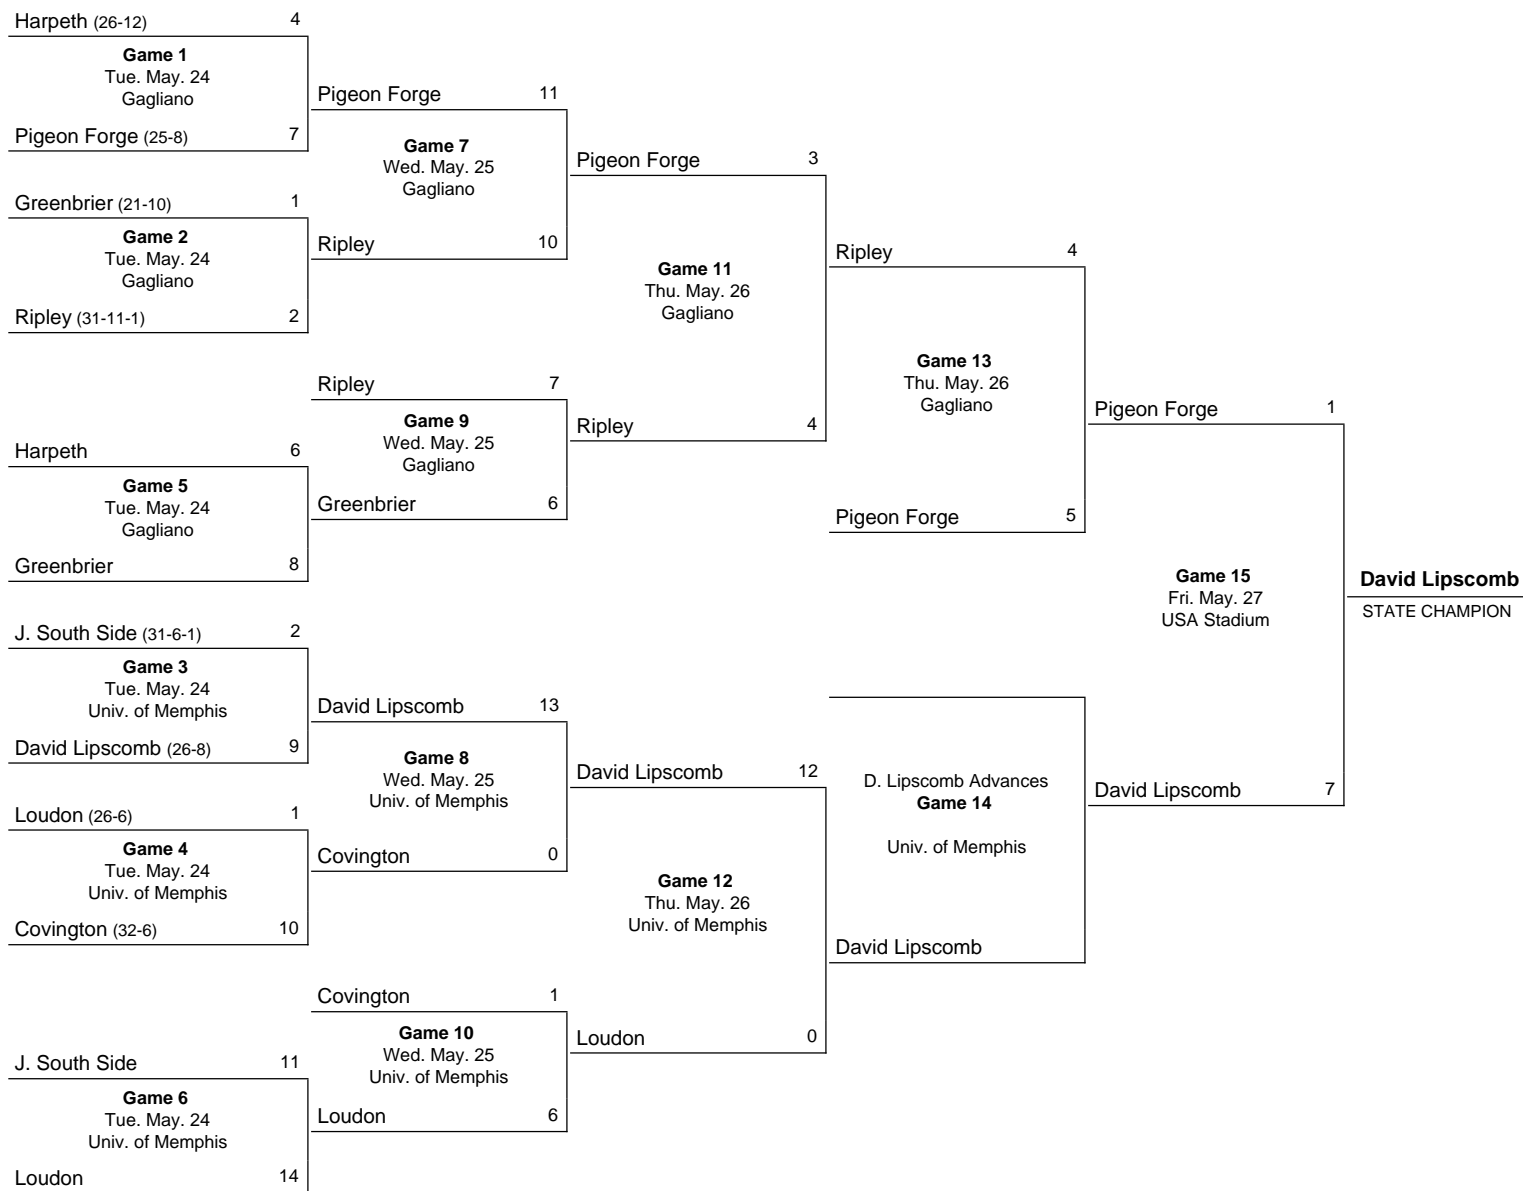 Harpeth (26-12) 4
Game 1
Tue. May. 24
Gagliano
Pigeon Forge (25-8) 7
Greenbrier (21-10) 1
Game 2
Tue. May. 24
Gagliano
Ripley (31-11-1) 2
Harpeth 6
Game 5
Tue. May. 24
Gagliano
Greenbrier 8
J. South Side (31-6-1) 2
Game 3
Tue. May. 24
Univ. of Memphis
David Lipscomb (26-8) 9
Loudon (26-6) 1
Game 4
Tue. May. 24
Univ. of Memphis
Covington (32-6) 10
J. South Side 11
Game 6
Tue. May. 24
Univ. of Memphis
Loudon 14
Pigeon Forge 11
Game 7
Wed. May. 25
Gagliano
Ripley 10
Ripley 7
Game 9
Wed. May. 25
Gagliano
Greenbrier 6
David Lipscomb 13
Game 8
Wed. May. 25
Univ. of Memphis
Covington 0
Covington 1
Game 10
Wed. May. 25
Univ. of Memphis
Loudon 6
Pigeon Forge 3
Game 11
Thu. May. 26
Gagliano
Ripley 4
David Lipscomb 12
Game 12
Thu. May. 26
Univ. of Memphis
Loudon 0
Ripley 4
Game 13
Thu. May. 26
Gagliano
Pigeon Forge 5
D. Lipscomb Advances
Game 14
Univ. of Memphis
David Lipscomb
Pigeon Forge 1
Game 15
Fri. May. 27
USA Stadium
David Lipscomb 7
David Lipscomb
STATE CHAMPION